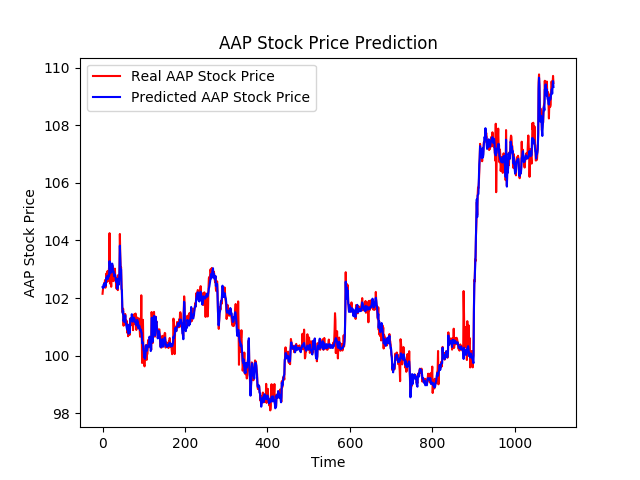 AAP Stock Price Prediction
Real AAP Stock Price
Predicted AAP Stock Price
AAP Stock Price
110
108
106
104
102
100
98
0 200 400 600 800 1000
Time